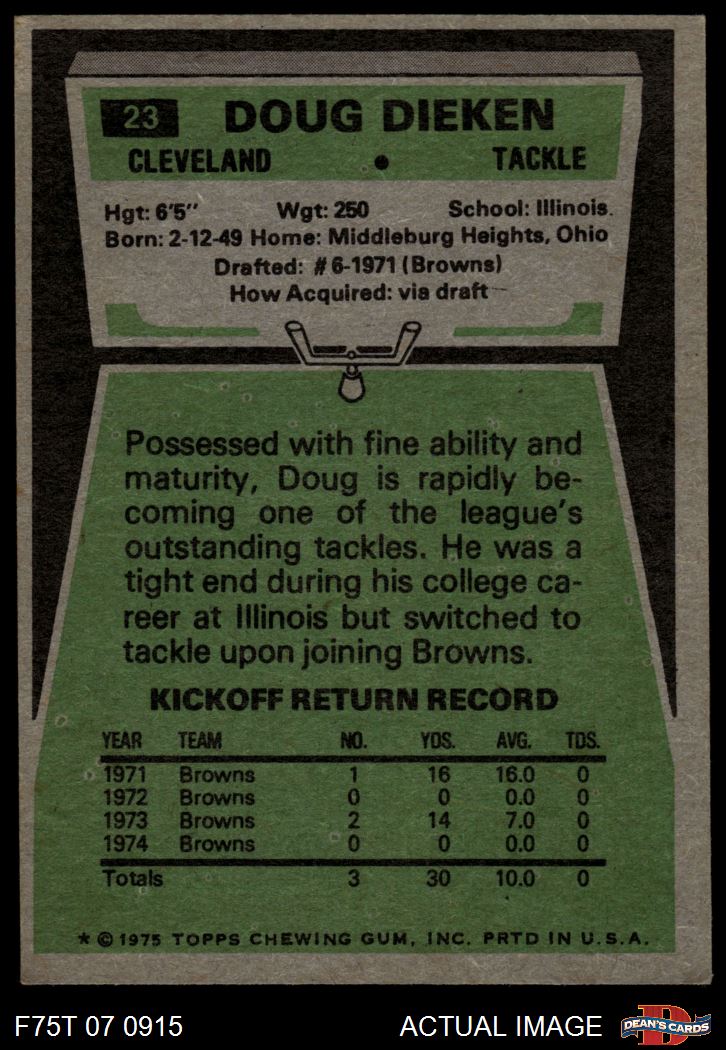 23 DOUG DIEKEN
CLEVELAND • TACKLE
Hgt: 6'5" Wgt: 250 School: Illinois.
Born: 2-12-49 Home: Middleburg Heights, Ohio
Drafted: #6-1971 (Browns)
How Acquired: via draft
Possessed with fine ability and
maturity, Doug is rapidly be-
coming one of the league's
outstanding tackles. He was a
tight end during his college ca-
reer at Illinois but switched to
tackle upon joining Browns.
KICKOFF RETURN RECORD
YEAR TEAM NO. YDS. AVG. TDS.
1971 Browns 1 16 16.0 0
1972 Browns 0 0 0.0 0
1973 Browns 2 14 7.0 0
1974 Browns 0 0 0.0 0
Totals 3 30 10.0 0
* © 1975 TOPPS CHEWING GUM, INC. PRTD IN U.S.A.
F75T 07 0915 ACTUAL IMAGE D DEAN'S CARDS